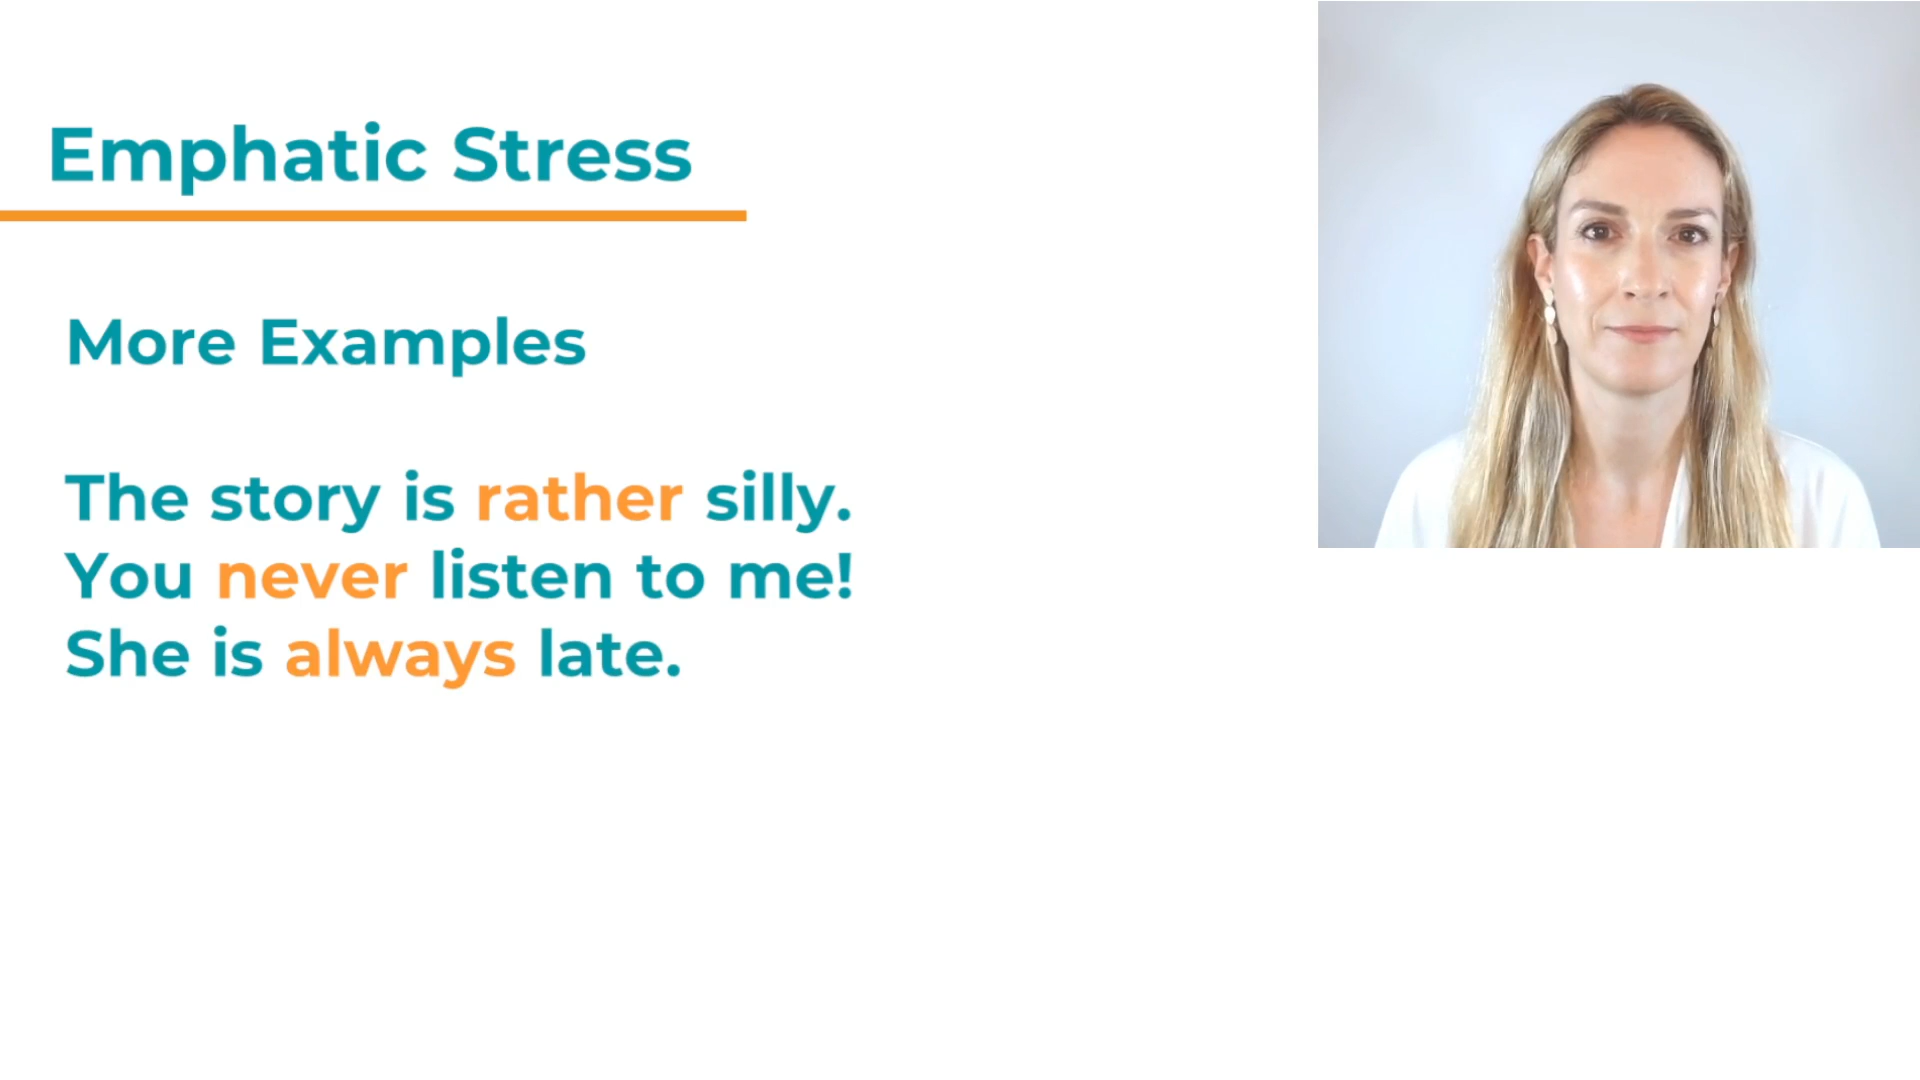 Emphatic Stress
More Examples
The story is rather silly.
You never listen to me!
She is always late.